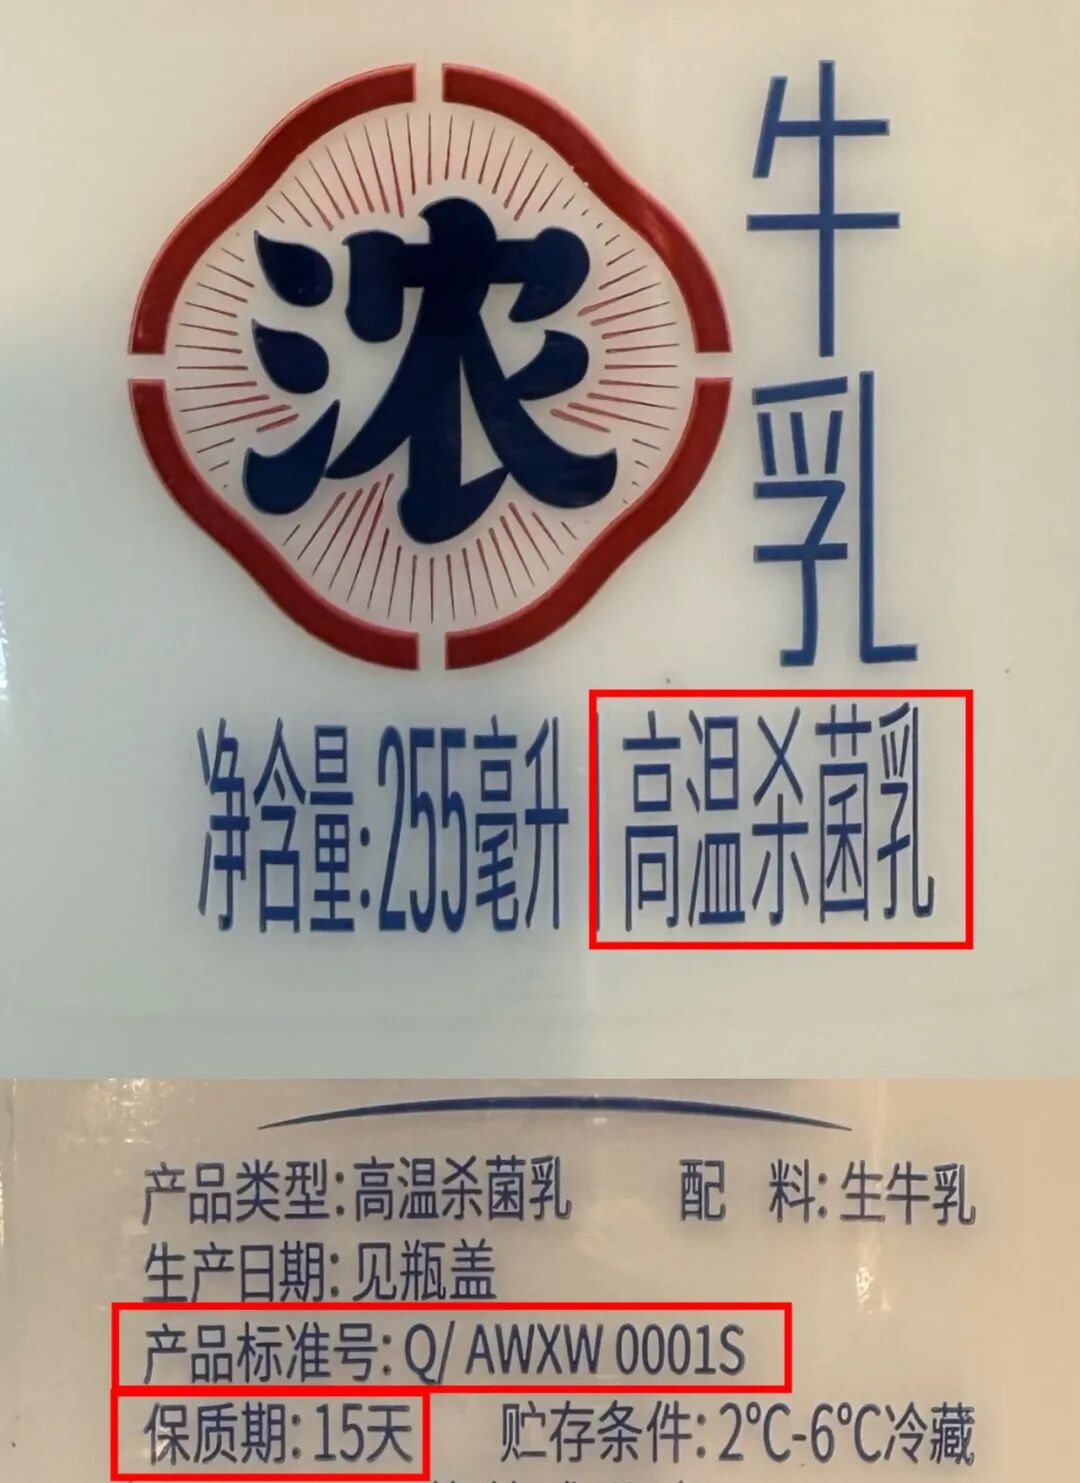 浓
牛乳
净含量:255毫升 | 高温杀菌乳
产品类型:高温杀菌乳 配 料:生牛乳
生产日期:见瓶盖
产品标准号:Q/AWXW 0001S
保质期:15天 贮存条件:2℃-6℃冷藏